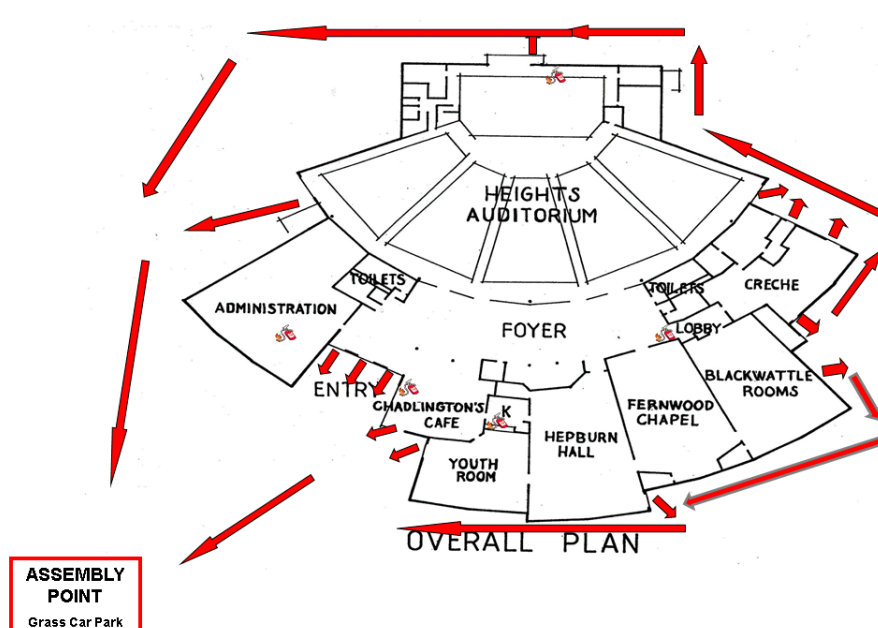 HEIGHTS
AUDITORIUM
TOILETS
TOILETS
CRECHE
ADMINISTRATION
FOYER
LOBBY
ENTRY
CHADLINGTON'S
CAFE
K
BLACKWATTLE
ROOMS
FERNWOOD
CHAPEL
HEPBURN
HALL
YOUTH
ROOM
OVERALL PLAN
ASSEMBLY
POINT
Grass Car Park